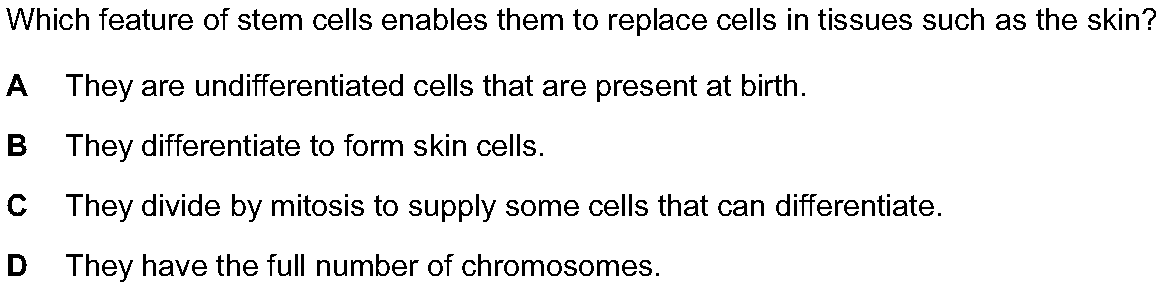 Which feature of stem cells enables them to replace cells in tissues such as the skin?
A They are undifferentiated cells that are present at birth.
B They differentiate to form skin cells.
C They divide by mitosis to supply some cells that can differentiate.
D They have the full number of chromosomes.